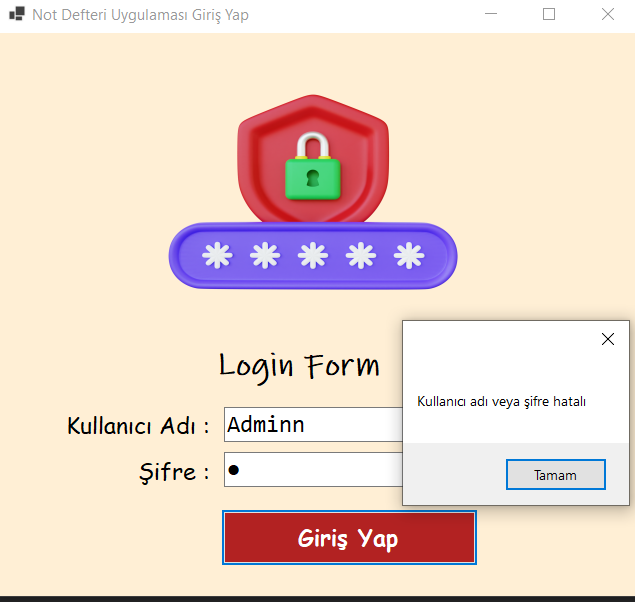 Not Defteri Uygulaması Giriş Yap
Login Form
Kullanıcı Adı : Adminn
Şifre : ●
Giriş Yap
Kullanıcı adı veya şifre hatalı
Tamam